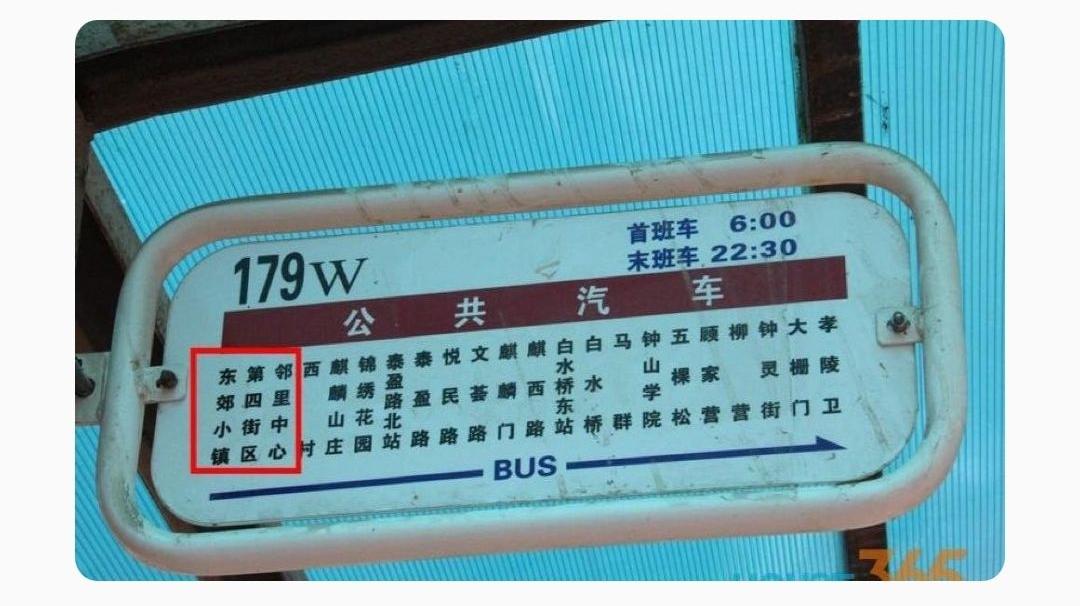 179W
首班车 6:00
末班车 22:30
公共汽车
东郊小镇
第四街区
邻里中心
西村
麒麟山庄
锦绣花园
泰盈路北站
泰盈路
悦民路
文荟路
麒麟门
麒西路
白水桥东站
白水桥
马群
钟山学院
五棵松
顾家营
柳营
钟灵街
大栅门
孝陵卫
BUS
365